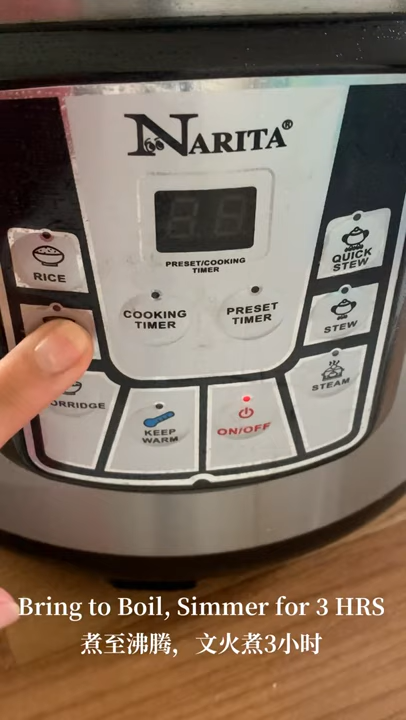 NARITA®
PRESET/COOKING
TIMER
RICE
QUICK
STEW
COOKING
TIMER
PRESET
TIMER
STEW
STEAM
ORRIDGE
KEEP
WARM
ON/OFF
Bring to Boil, Simmer for 3 HRS
煮至沸腾，文火煮3小时